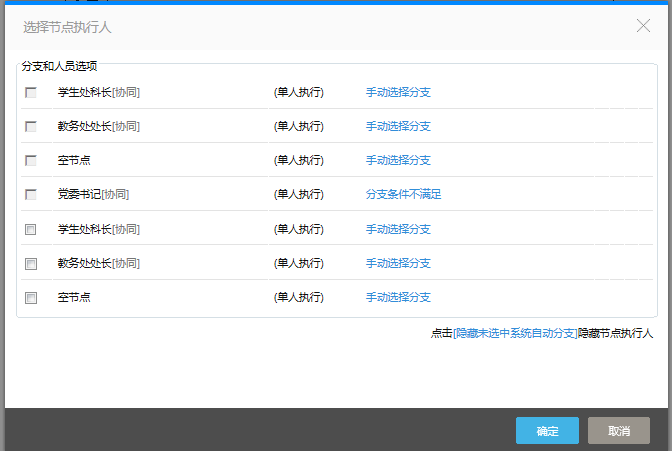 选择节点执行人
分支和人员选项
学生处科长[协同] (单人执行) 手动选择分支
教务处处长[协同] (单人执行) 手动选择分支
空节点 (单人执行) 手动选择分支
党委书记[协同] (单人执行) 分支条件不满足
学生处科长[协同] (单人执行) 手动选择分支
教务处处长[协同] (单人执行) 手动选择分支
空节点 (单人执行) 手动选择分支
点击[隐藏未选中系统自动分支]隐藏节点执行人
确定 取消